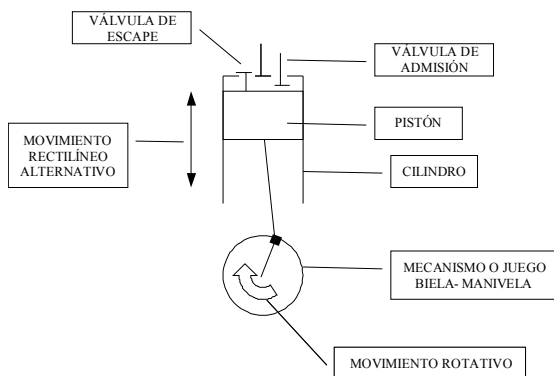 VÁLVULA DE
ESCAPE
VÁLVULA DE
ADMISIÓN
PISTÓN
MOVIMIENTO
RECTILÍNEO
ALTERNATIVO
CILINDRO
MECANISMO O JUEGO
BIELA- MANIVELA
MOVIMIENTO ROTATIVO